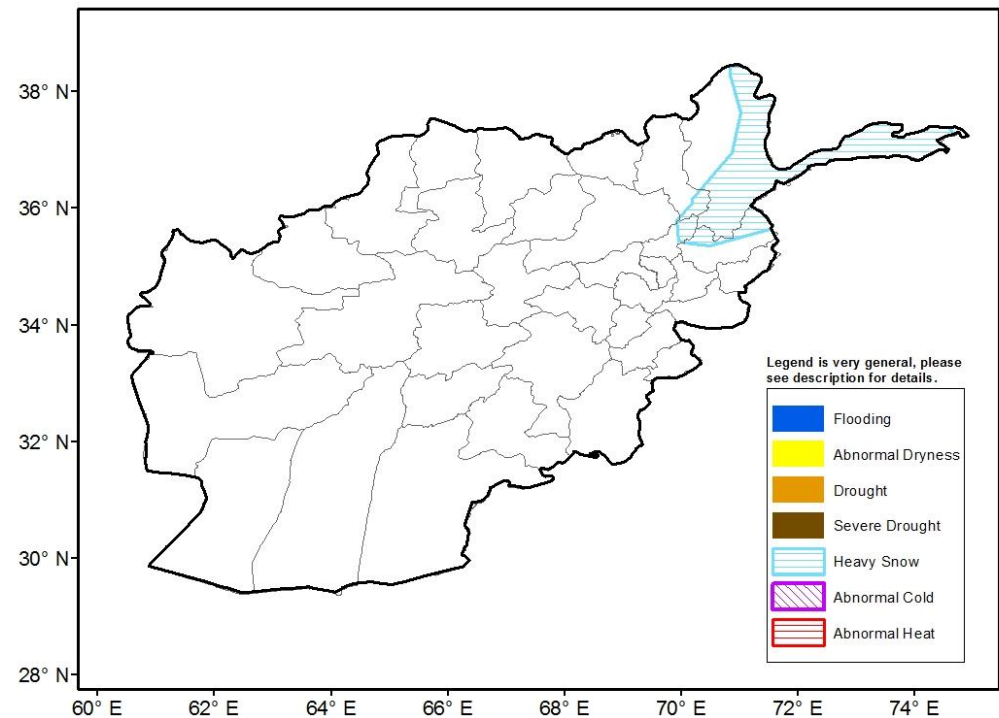 38° N
36° N
34° N
32° N
30° N
28° N
Legend is very general, please
see description for details.
Flooding
Abnormal Dryness
Drought
Severe Drought
Heavy Snow
Abnormal Cold
Abnormal Heat
60° E 62° E 64° E 66° E 68° E 70° E 72° E 74° E